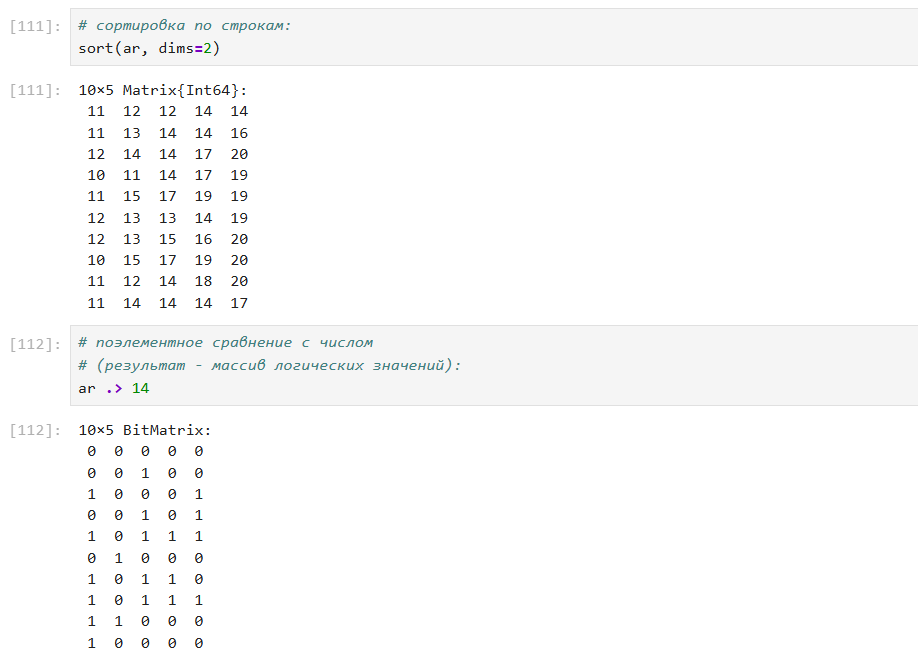 [111]: # сортировка по строкам:
sort(ar, dims=2)
[111]: 10×5 Matrix{Int64}:
11 12 12 14 14
11 13 14 14 16
12 14 14 17 20
10 11 14 17 19
11 15 17 19 19
12 13 13 14 19
12 13 15 16 20
10 15 17 19 20
11 12 14 18 20
11 14 14 14 17
[112]: # поэлементное сравнение с числом
# (результат - массив логических значений):
ar .> 14
[112]: 10×5 BitMatrix:
0 0 0 0 0
0 0 1 0 0
1 0 0 0 1
0 0 1 0 1
1 0 1 1 1
0 1 0 0 0
1 0 1 1 0
1 0 1 1 1
1 1 0 0 0
1 0 0 0 0